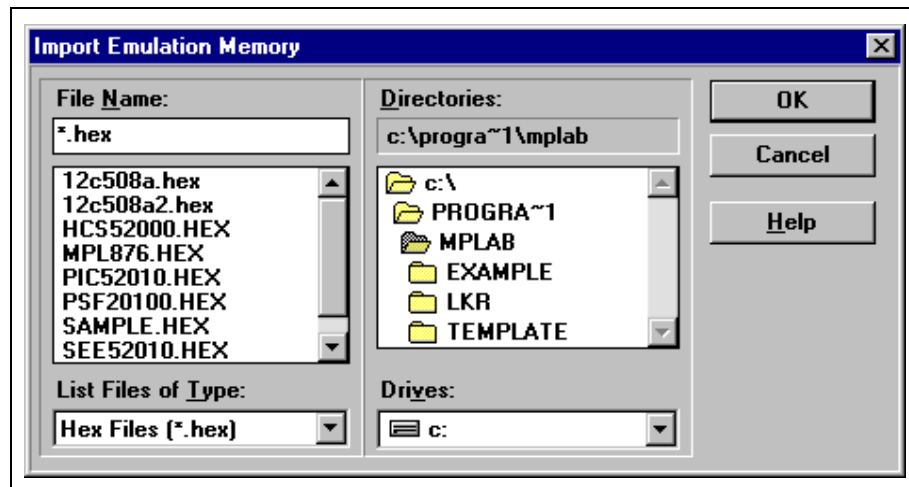 Import Emulation Memory
File Name:
*.hex
12c508a.hex
12c508a2.hex
HCS52000.HEX
MPL876.HEX
PIC52010.HEX
PSF20100.HEX
SAMPLE.HEX
SEE52010.HEX
List Files of Type:
Hex Files (*.hex)
Directories:
c:\progra~1\mplab
c:\
PROGRA~1
MPLAB
EXAMPLE
LKR
TEMPLATE
Drives:
c:
OK
Cancel
Help